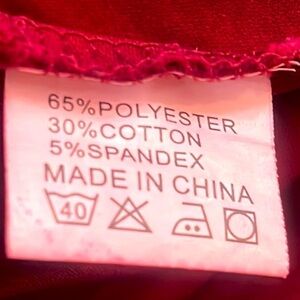 65%POLYESTER
30%COTTON
5%SPANDEX
MADE IN CHINA
40